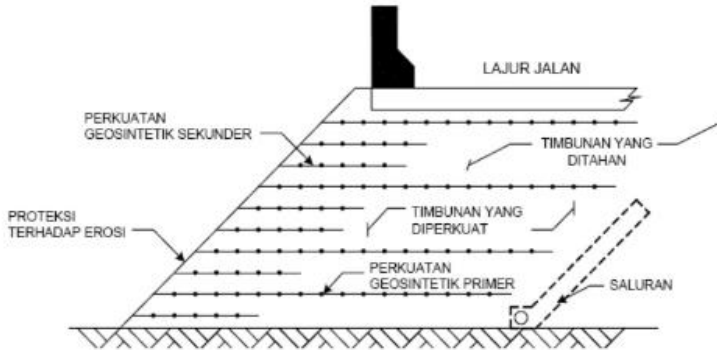 LAJUR JALAN
PERKUATAN
GEOSINTETIK SEKUNDER
TIMBUNAN YANG
DITAHAN
PROTEKSI
TERHADAP EROSI
TIMBUNAN YANG
DIPERKUAT
PERKUATAN
GEOSINTETIK PRIMER
SALURAN